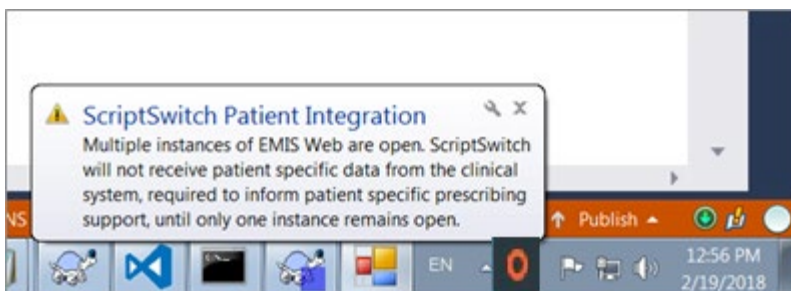 ScriptSwitch Patient Integration
Multiple instances of EMIS Web are open. ScriptSwitch
will not receive patient specific data from the clinical
system, required to inform patient specific prescribing
support, until only one instance remains open.
NS
Publish
EN
12:56 PM
2/19/2018